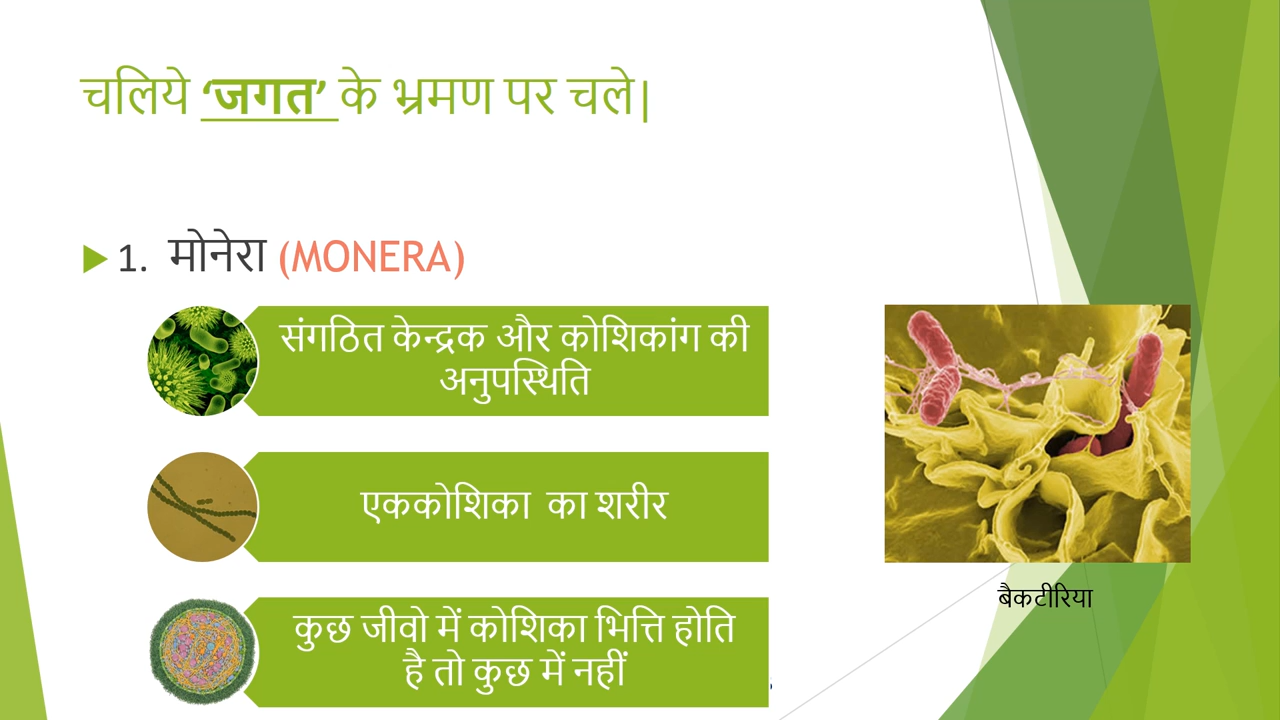 चलिये ‘जगत’ के भ्रमण पर चले|
1. मोनेरा (MONERA)
संगठित केन्द्रक और कोशिकांग की
अनुपस्थिति
एककोशिका का शरीर
कुछ जीवो में कोशिका भित्ति होति
है तो कुछ में नहीं
बैकटीरिया